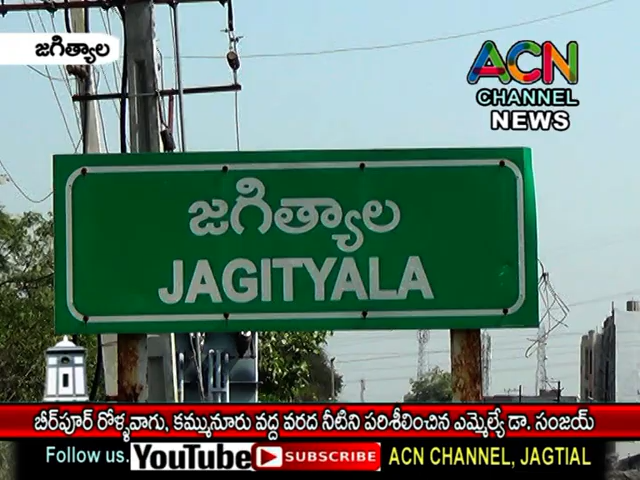 జగిత్యాల
ACN
CHANNEL
NEWS
జగిత్యాల
JAGITYALA
బీర్‌పూర్ రోళ్ళవాగు, కమ్మునూరు వద్ద వరద నీటిని పరిశీలించిన ఎమ్మెల్యే డా. సంజయ్
Follow us. YouTube SUBSCRIBE ACN CHANNEL, JAGTIAL